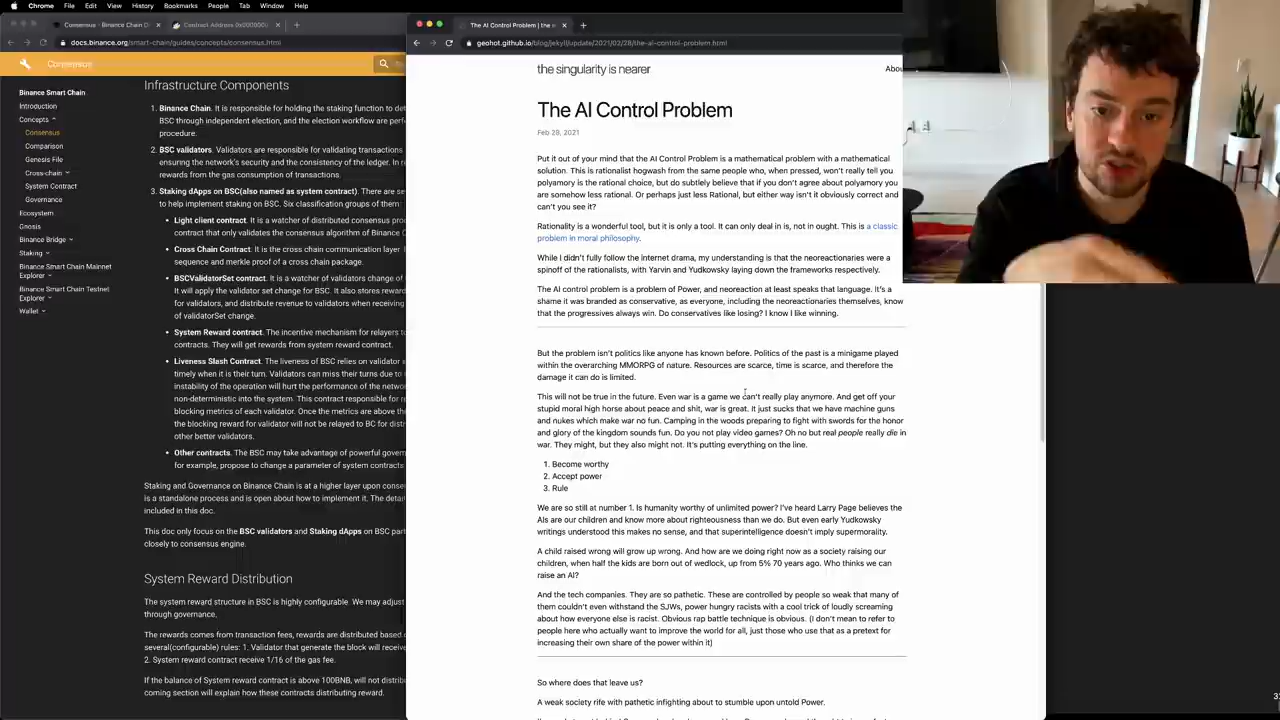 Chrome File Edit View History Bookmarks People Tab Window Help
Consensus - Binance Chain D
Contract Address 0x000000
docs.binance.org/smart-chain/guides/concepts/consensus.html
Consensus
Binance Smart Chain
Introduction
Concepts
Consensus
Comparison
Genesis File
Cross-chain
System Contract
Governance
Ecosystem
Gnosis
Binance Bridge
Staking
Binance Smart Chain Mainnet
Explorer
Binance Smart Chain Testnet
Explorer
Wallet
Infrastructure Components
1. Binance Chain. It is responsible for holding the staking function to det
BSC through independent election, and the election workflow are perf
procedure.
2. BSC validators. Validators are responsible for validating transactions
ensuring the network's security and the consistency of the ledger. In re
rewards from the gas consumption of transactions.
3. Staking dApps on BSC(also named as system contract). There are se
to help implement staking on BSC. Six classification groups of them:
• Light client contract. It is a watcher of distributed consensus pro
contract that only validates the consensus algorithm of Binance C
• Cross Chain Contract. It is the cross chain communication layer
sequence and merkle proof of a cross chain package.
• BSCValidatorSet contract. It is a watcher of validators change of
It will apply the validator set change for BSC. It also stores reward
for validators, and distribute revenue to validators when receiving
of validatorSet change.
• System Reward contract. The incentive mechanism for relayers to
contracts. They will get rewards from system reward contract.
• Liveness Slash Contract. The liveness of BSC relies on validator
timely when it is their turn. Validators can miss their turns due to
instability of the operation will hurt the performance of the networ
non-deterministic into the system. This contract responsible for r
blocking metrics of each validator. Once the metrics are above the
the blocking reward for validator will not be relayed to BC for distr
other better validators.
• Other contracts. The BSC may take advantage of powerful govern
for example, propose to change a parameter of system contracts
Staking and Governance on Binance Chain is at a higher level upon conse
is a standalone process and is open about how to implement it. The detai
included in this doc.
This doc only focus on the BSC validators and Staking dApps on BSC part
closely to consensus engine.
System Reward Distribution
The system reward structure in BSC is highly configurable. We may adjust
through governance.
The rewards comes from transaction fees, rewards are distributed based
several(configurable) rules: 1. Validator that generate the block will receive
2. System reward contract receive 1/16 of the gas fee.
If the balance of System reward contract is above 100BNB, will not distrib
coming section will explain how these contracts distributing reward.
The AI Control Problem | the s
geohot.github.io/blog/jekyll/update/2021/02/28/the-ai-control-problem.html
the singularity is nearer
Abou
The AI Control Problem
Feb 28, 2021
Put it out of your mind that the AI Control Problem is a mathematical problem with a mathematical
solution. This is rationalist hogwash from the same people who, when pressed, won't really tell you
polyamory is the rational choice, but do subtlely believe that if you don't agree about polyamory you
are somehow less rational. Or perhaps just less Rational, but either way isn't it obviously correct and
can't you see it?
Rationality is a wonderful tool, but it is only a tool. It can only deal in is, not in ought. This is a classic
problem in moral philosophy.
While I didn't fully follow the internet drama, my understanding is that the neoreactionaries were a
spinoff of the rationalists, with Yarvin and Yudkowsky laying down the frameworks respectively.
The AI control problem is a problem of Power, and neoreaction at least speaks that language. It's a
shame it was branded as conservative, as everyone, including the neoreactionaries themselves, know
that the progressives always win. Do conservatives like losing? I know I like winning.
But the problem isn't politics like anyone has known before. Politics of the past is a minigame played
within the overarching MMORPG of nature. Resources are scarce, time is scarce, and therefore the
damage it can do is limited.
This will not be true in the future. Even war is a game we can't really play anymore. And get off your
stupid moral high horse about peace and shit, war is great. It just sucks that we have machine guns
and nukes which make war no fun. Camping in the woods preparing to fight with swords for the honor
and glory of the kingdom sounds fun. Do you not play video games? Oh no but real people really die in
war. They might, but they also might not. It's putting everything on the line.
1. Become worthy
2. Accept power
3. Rule
We are so still at number 1. Is humanity worthy of unlimited power? I've heard Larry Page believes the
AIs are our children and know more about righteousness than we do. But even early Yudkowsky
writings understood this makes no sense, and that superintelligence doesn't imply supermorality.
A child raised wrong will grow up wrong. And how are we doing right now as a society raising our
children, when half the kids are born out of wedlock, up from 5% 70 years ago. Who thinks we can
raise an AI?
And the tech companies. They are so pathetic. These are controlled by people so weak that many of
them couldn't even withstand the SJWs, power hungry racists with a cool trick of loudly screaming
about how everyone else is racist. Obvious rap battle technique is obvious. (I don't mean to refer to
people here who actually want to improve the world for all, just those who use that as a pretext for
increasing their own share of the power within it)
So where does that leave us?
A weak society rife with pathetic infighting about to stumble upon untold Power.